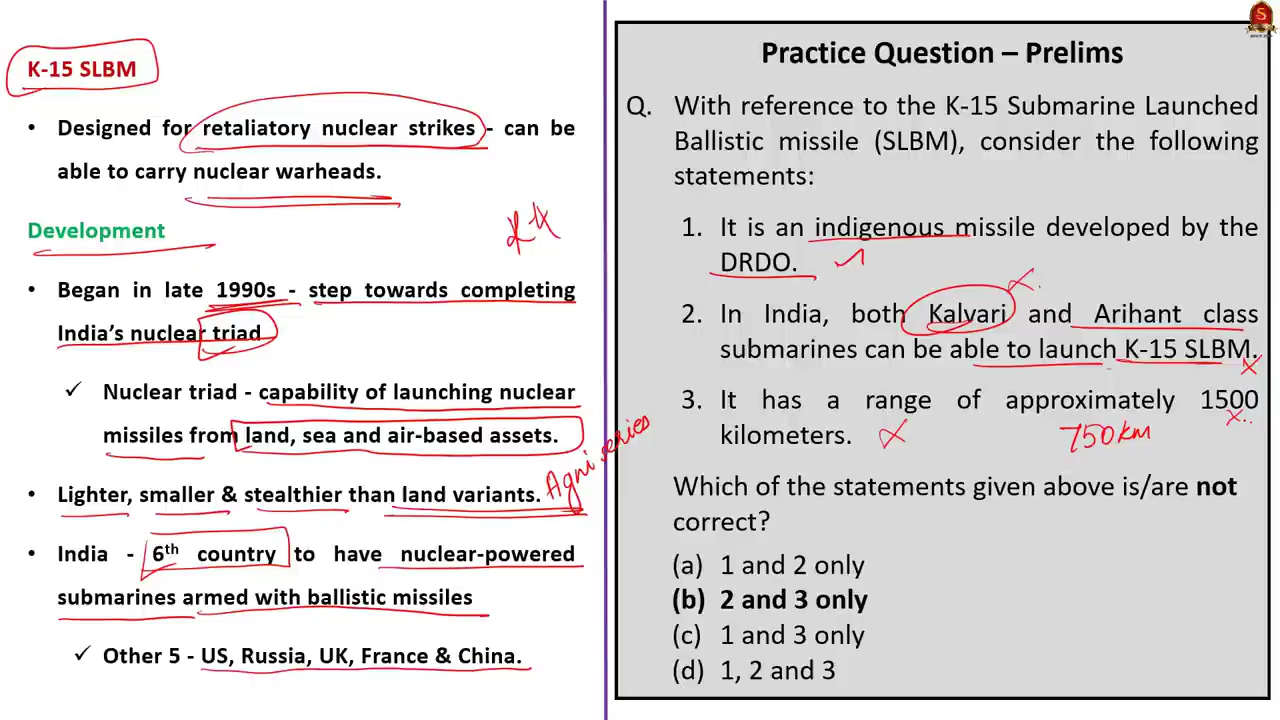 K-15 SLBM
• Designed for retaliatory nuclear strikes - can be
able to carry nuclear warheads.
K4
Development
• Began in late 1990s - step towards completing
India's nuclear triad
✓ Nuclear triad - capability of launching nuclear
missiles from land, sea and air-based assets.
• Lighter, smaller & stealthier than land variants.
Agni series
• India - 6th country to have nuclear-powered
submarines armed with ballistic missiles
✓ Other 5 - US, Russia, UK, France & China.
S
Practice Question – Prelims
Q. With reference to the K-15 Submarine Launched
Ballistic missile (SLBM), consider the following
statements:
1. It is an indigenous missile developed by the
DRDO.
2. In India, both Kalvari and Arihant class
submarines can be able to launch K-15 SLBM.
3. It has a range of approximately 1500
kilometers.
750km
Which of the statements given above is/are not
correct?
(a) 1 and 2 only
(b) 2 and 3 only
(c) 1 and 3 only
(d) 1, 2 and 3